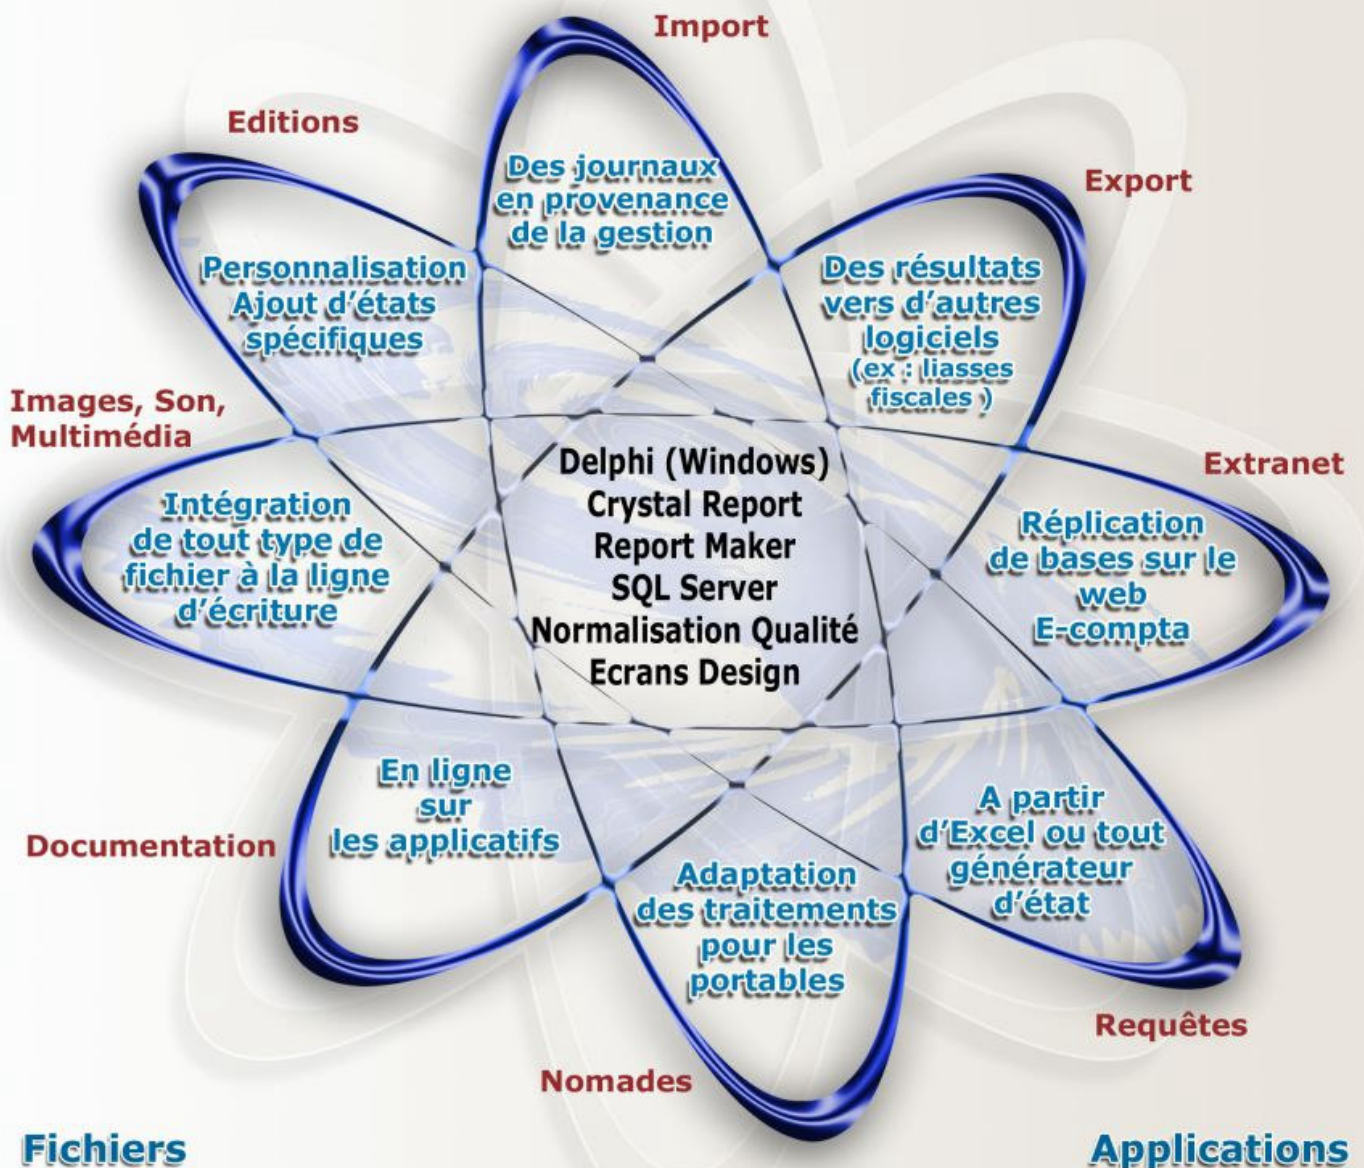 Import
Des journaux
en provenance
de la gestion
Export
Des résultats
vers d'autres
logiciels
(ex : liasses
fiscales )
Extranet
Réplication
de bases sur le
web
E-compta
Requêtes
A partir
d'Excel ou tout
générateur
d'état
Nomades
Adaptation
des traitements
pour les
portables
Documentation
En ligne
sur
les applicatifs
Images, Son,
Multimédia
Intégration
de tout type de
fichier à la ligne
d'écriture
Editions
Personnalisation
Ajout d'états
spécifiques
Delphi (Windows)
Crystal Report
Report Maker
SQL Server
Normalisation Qualité
Ecrans Design
Fichiers
Applications